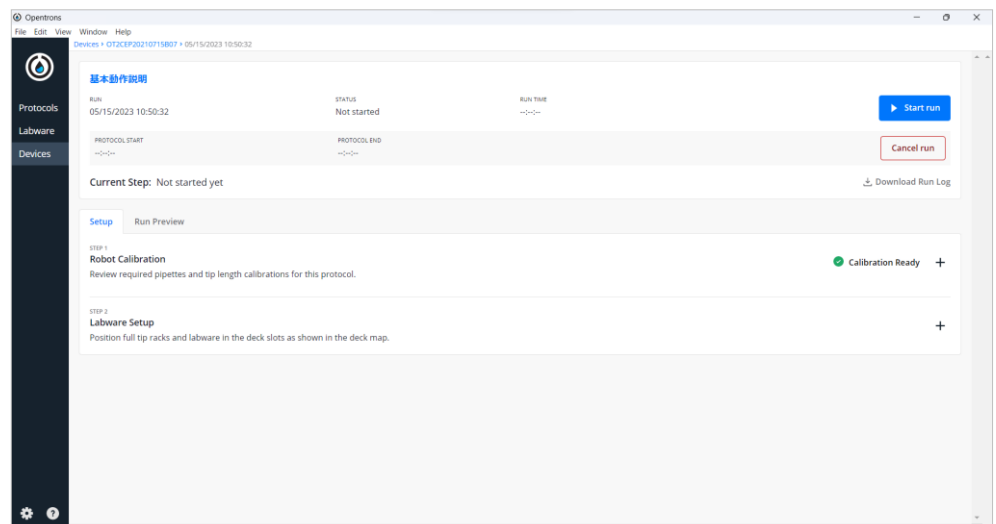 Opentrons
File Edit View Window Help
Devices › OT2CEP20210715B07 › 05/15/2023 10:50:32
Protocols
Labware
Devices
基本動作説明
RUN
05/15/2023 10:50:32
STATUS
Not started
RUN TIME
--:--:--
Start run
PROTOCOL START
--:--:--
PROTOCOL END
--:--:--
Cancel run
Current Step: Not started yet
Download Run Log
Setup Run Preview
STEP 1
Robot Calibration
Review required pipettes and tip length calibrations for this protocol.
Calibration Ready +
STEP 2
Labware Setup
Position full tip racks and labware in the deck slots as shown in the deck map.
+
?